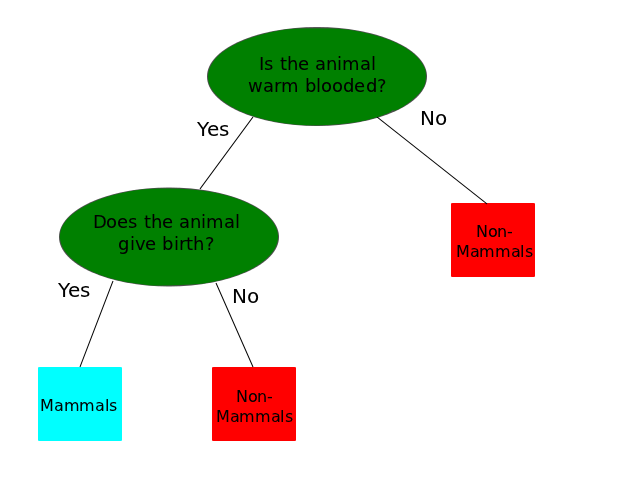 Is the animal
warm blooded?
Yes
No
Does the animal
give birth?
Non-
Mammals
Yes
No
Mammals
Non-
Mammals